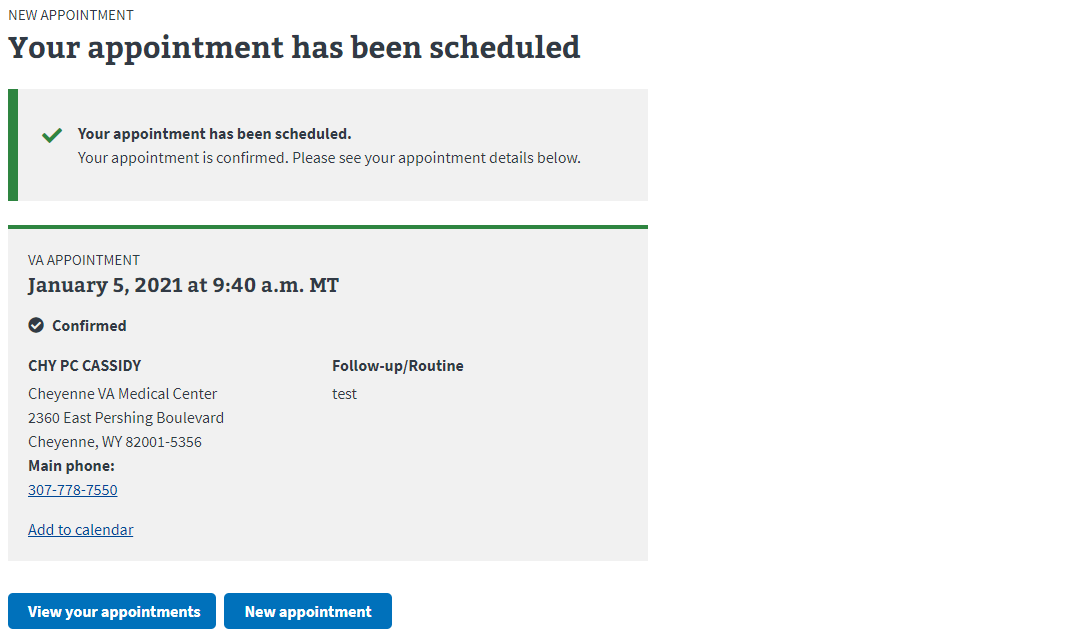 NEW APPOINTMENT
Your appointment has been scheduled
Your appointment has been scheduled.
Your appointment is confirmed. Please see your appointment details below.
VA APPOINTMENT
January 5, 2021 at 9:40 a.m. MT
Confirmed
CHY PC CASSIDY
Cheyenne VA Medical Center
2360 East Pershing Boulevard
Cheyenne, WY 82001-5356
Main phone:
307-778-7550
Add to calendar
Follow-up/Routine
test
View your appointments
New appointment